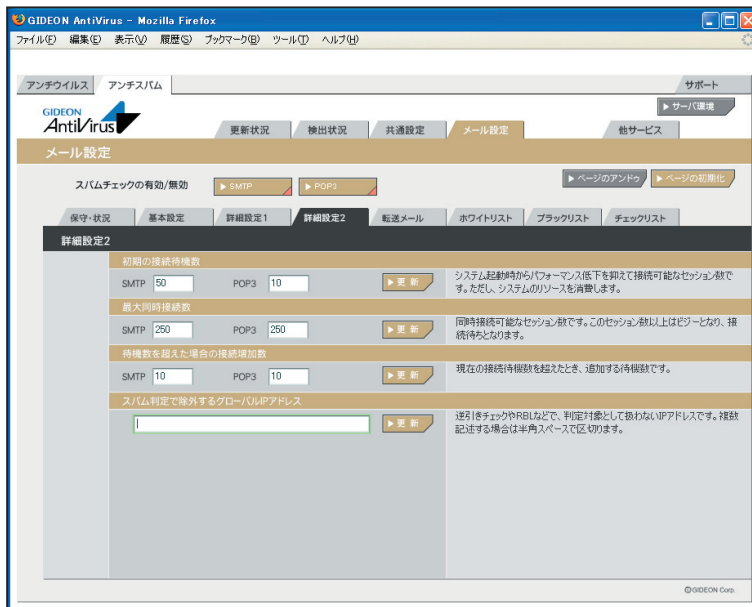 GIDEON AntiVirus - Mozilla Firefox
ファイル(F) 編集(E) 表示(V) 履歴(S) ブックマーク(B) ツール(T) ヘルプ(H)
アンチウイルス アンチスパム サポート
サーバ環境
GIDEON
AntiVirus
更新状況 検出状況 共通設定 メール設定 他サービス
メール設定
スパムチェックの有効/無効 SMTP POP3 ページのアンドゥ ページの初期化
保守・状況 基本設定 詳細設定1 詳細設定2 転送メール ホワイトリスト ブラックリスト チェックリスト
詳細設定2
初期の接続待機数
SMTP 50 POP3 10 更新
システム起動時からパフォーマンス低下を抑えて接続可能なセッション数で
す。ただし、システムのリソースを消費します。
最大同時接続数
SMTP 250 POP3 250 更新
同時接続可能なセッション数です。このセッション数以上はビジーとなり、接
続待ちとなります。
待機数を超えた場合の接続増加数
SMTP 10 POP3 10 更新
現在の接続待機数を超えたとき、追加する待機数です。
スパム判定で除外するグローバルIPアドレス
更新
逆引きチェックやRBLなどで、判定対象として扱わないIPアドレスです。複数
記述する場合は半角スペースで区切ります。
©GIDEON Corp.